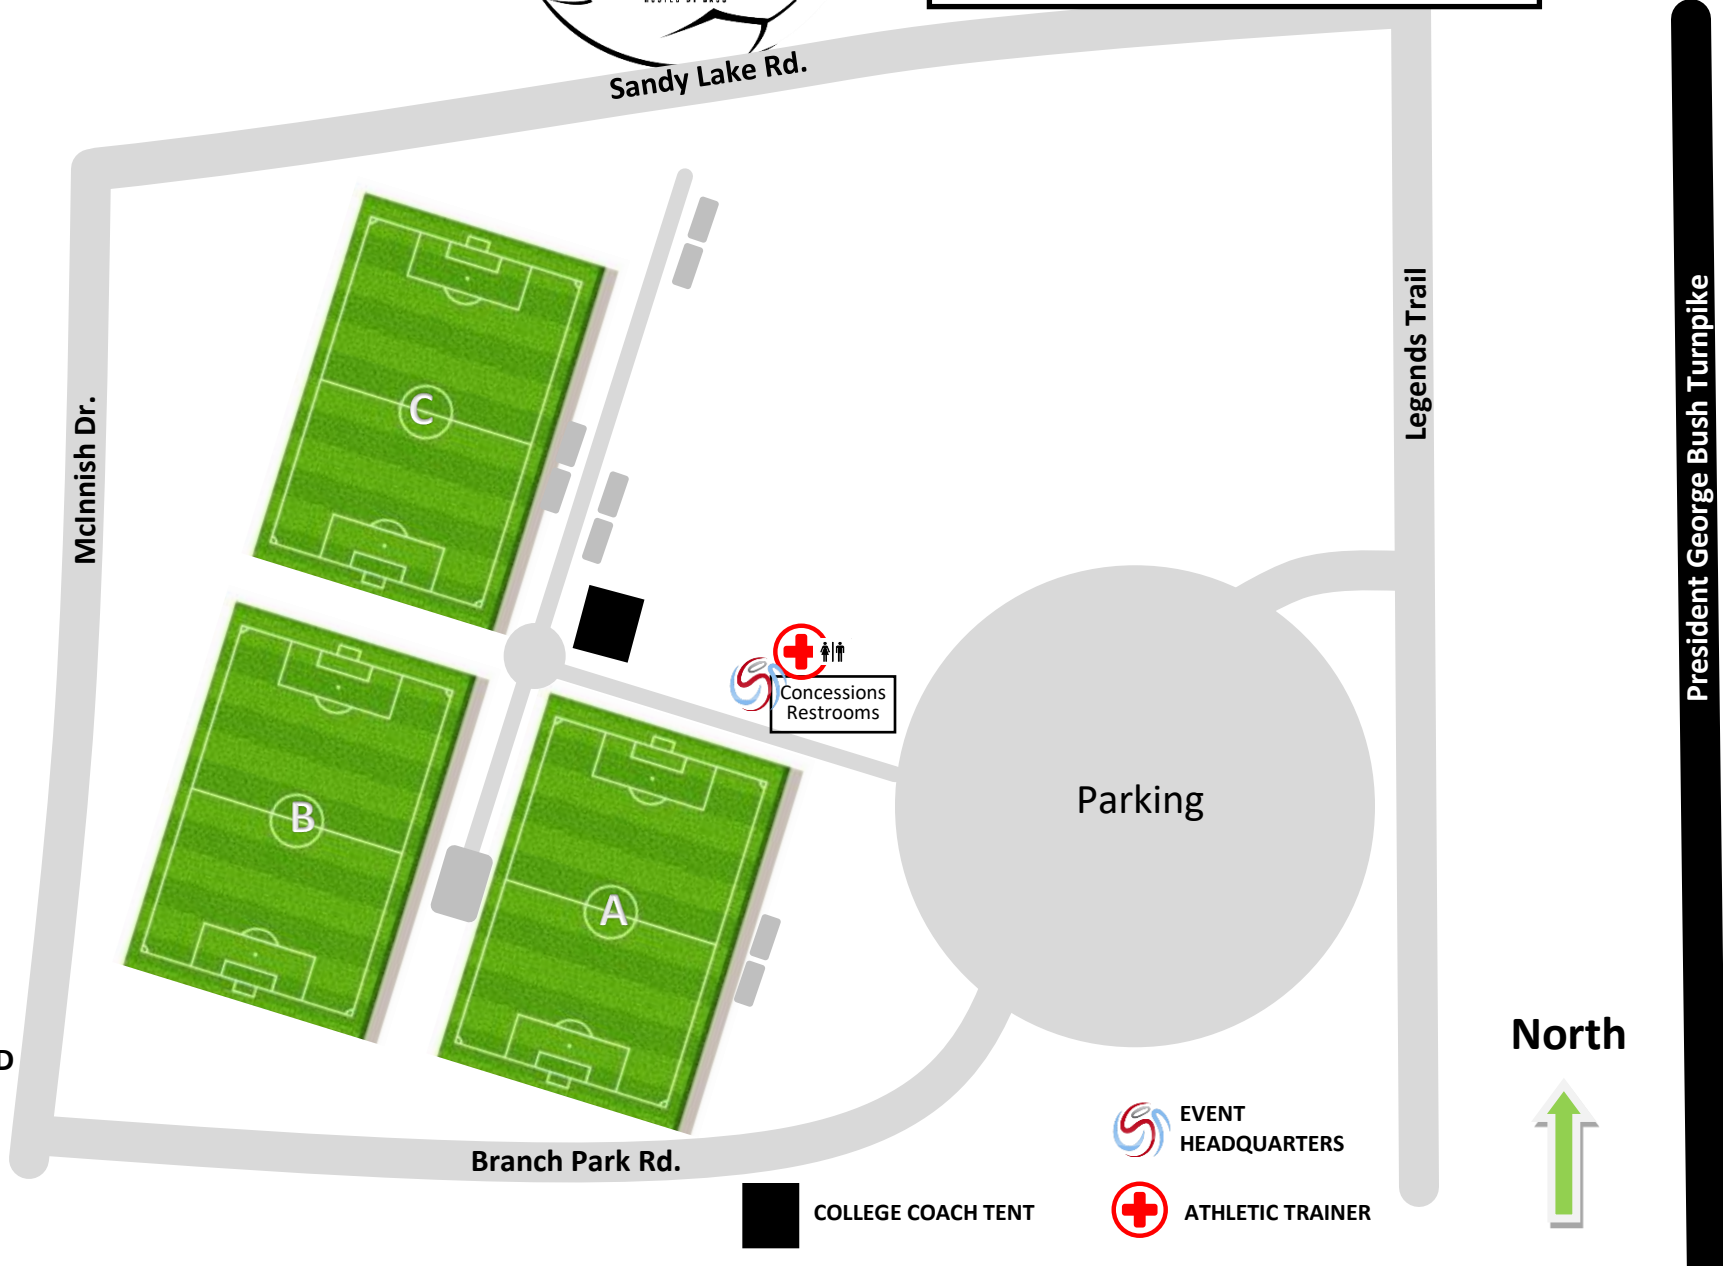 Sandy Lake Rd.
McInnish Dr.
Legends Trail
President George Bush Turnpike
C
B
A
Concessions
Restrooms
Parking
North
D
Branch Park Rd.
EVENT
HEADQUARTERS
COLLEGE COACH TENT
ATHLETIC TRAINER